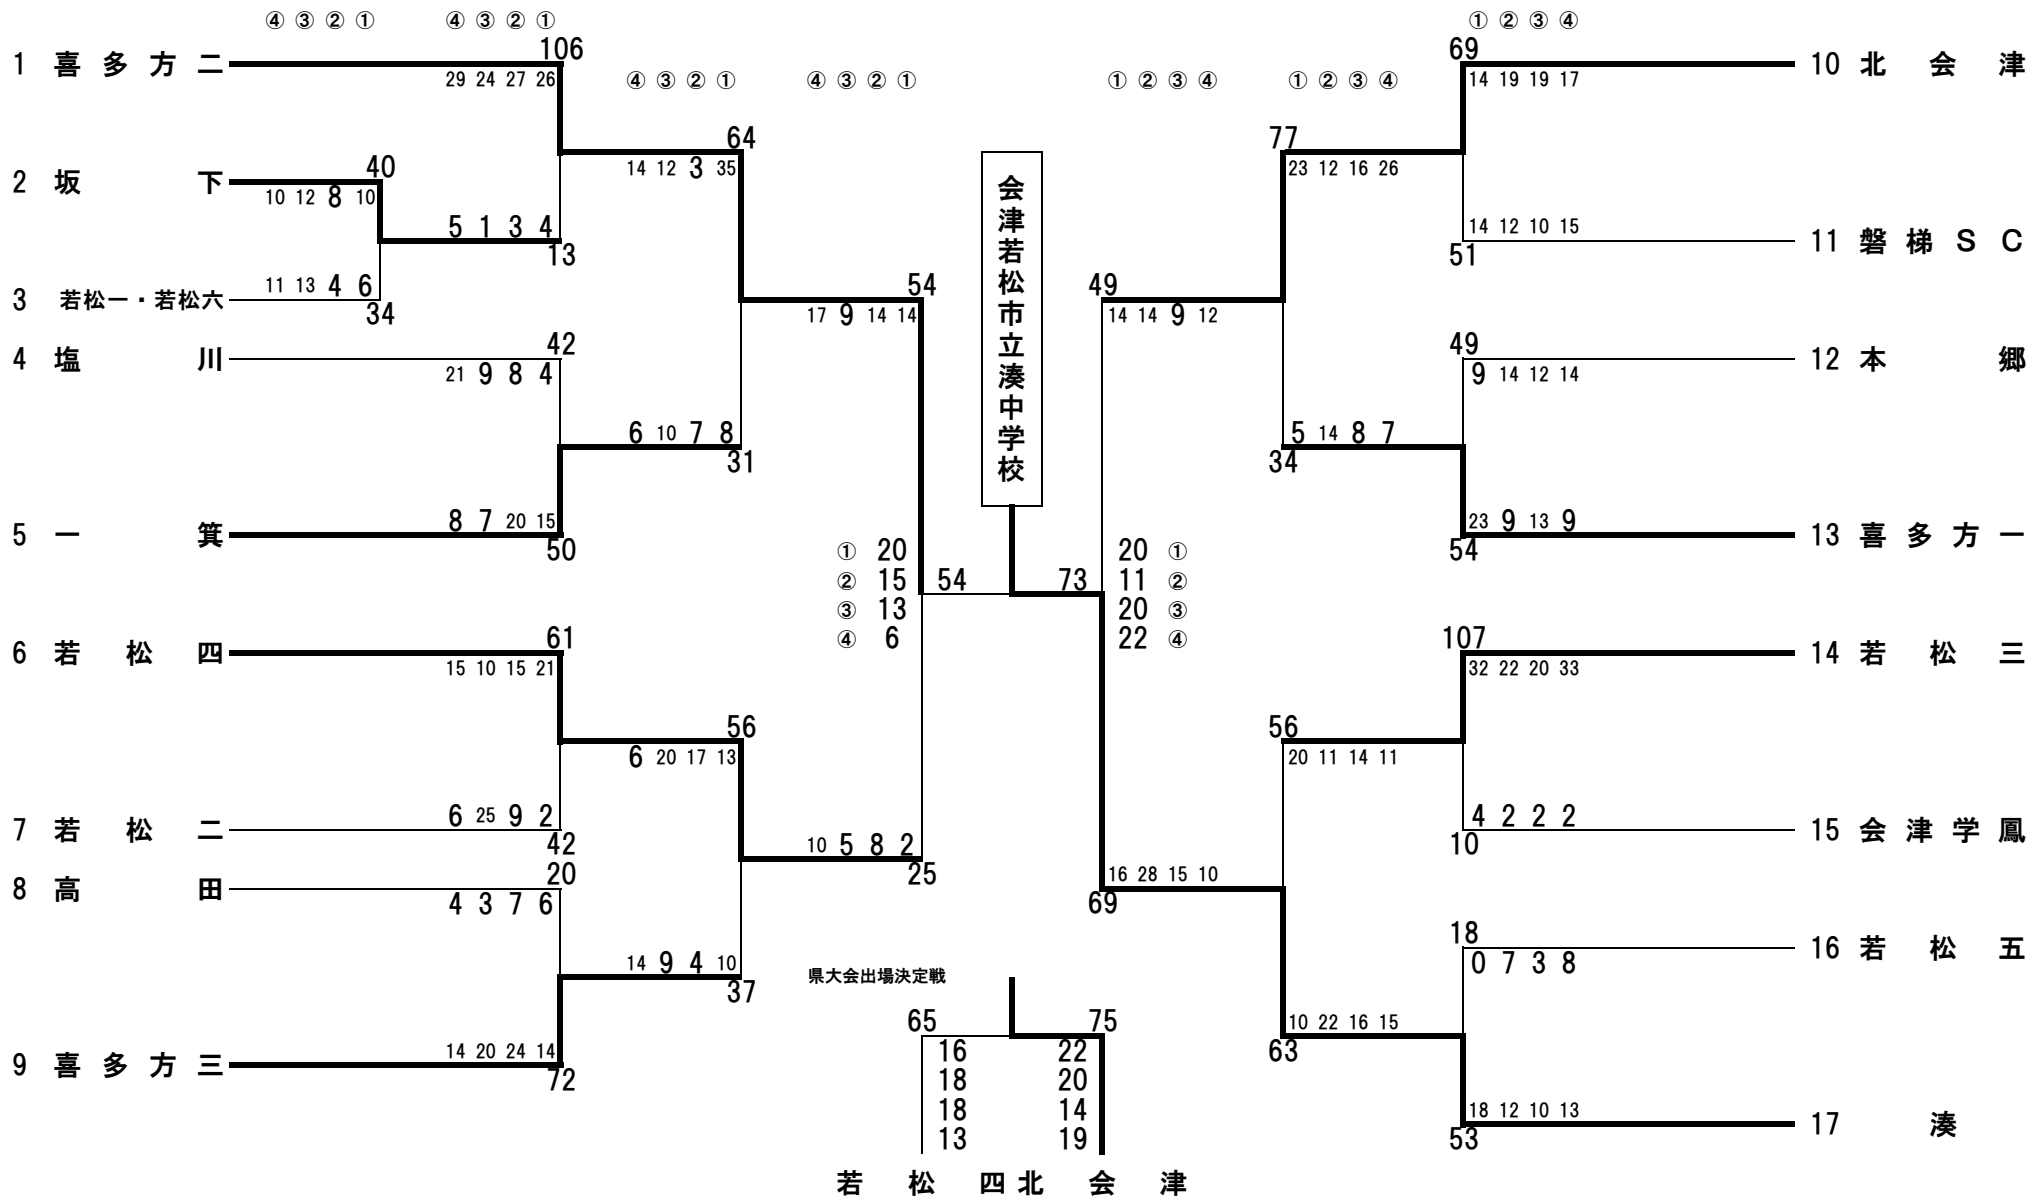 ④ ③ ② ① ④ ③ ② ① ① ② ③ ④
106 69
1 喜多方二 10 北会津
29 24 27 26 14 19 19 17
④ ③ ② ① ④ ③ ② ① ① ② ③ ④ ① ② ③ ④
64 77
14 12 3 35 23 12 16 26
40
2 坂下
10 12 8 10
5 1 3 4 14 12 10 15
11 磐梯SC
13 51
会津若松市立湊中学校
11 13 4 6 54 49
3 若松一・若松六
34 17 9 14 14 14 14 9 12
42 49
4 塩川 12 本郷
21 9 8 4 9 14 12 14
6 10 7 8 5 14 8 7
31 34
8 7 20 15 23 9 13 9
5 一箕 13 喜多方一
50 54
① 20 20 ①
② 15 54 73 11 ②
③ 13 20 ③
④ 6 22 ④
61 107
6 若松四 14 若松三
15 10 15 21 32 22 20 33
56 56
6 20 17 13 20 11 14 11
6 25 9 2 4 2 2 2
7 若松二 15 会津学鳳
42 10
10 5 8 2
25
20 16 28 15 10
8 高田 69
4 3 7 6
18
16 若松五
14 9 4 10 0 7 3 8
県大会出場決定戦
37
65 75 10 22 16 15
16 22 63
14 20 24 14
9 喜多方三
72 18 20
18 14 18 12 10 13
17 湊
13 19 53
若松四 北会津